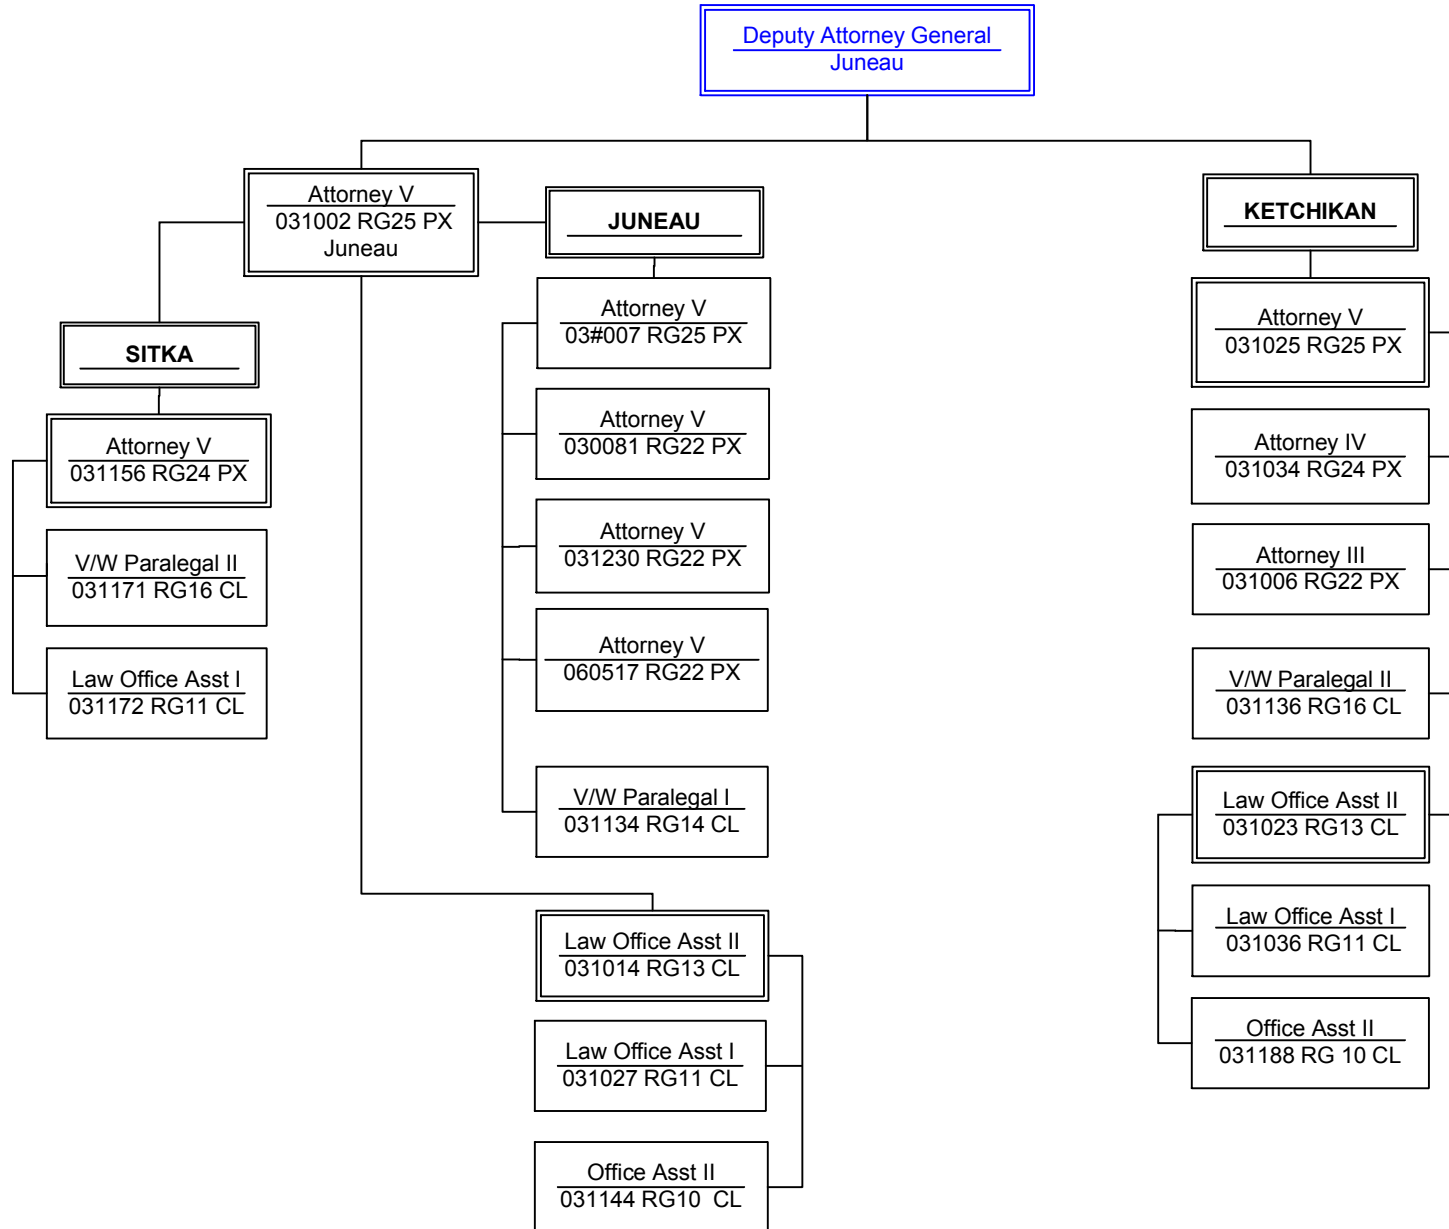 Deputy Attorney General
Juneau
Attorney V
031002 RG25 PX
Juneau
JUNEAU
KETCHIKAN
SITKA
Attorney V
031156 RG24 PX
V/W Paralegal II
031171 RG16 CL
Law Office Asst I
031172 RG11 CL
Attorney V
03#007 RG25 PX
Attorney V
030081 RG22 PX
Attorney V
031230 RG22 PX
Attorney V
060517 RG22 PX
V/W Paralegal I
031134 RG14 CL
Law Office Asst II
031014 RG13 CL
Law Office Asst I
031027 RG11 CL
Office Asst II
031144 RG10  CL
Attorney V
031025 RG25 PX
Attorney IV
031034 RG24 PX
Attorney III
031006 RG22 PX
V/W Paralegal II
031136 RG16 CL
Law Office Asst II
031023 RG13 CL
Law Office Asst I
031036 RG11 CL
Office Asst II
031188 RG 10 CL